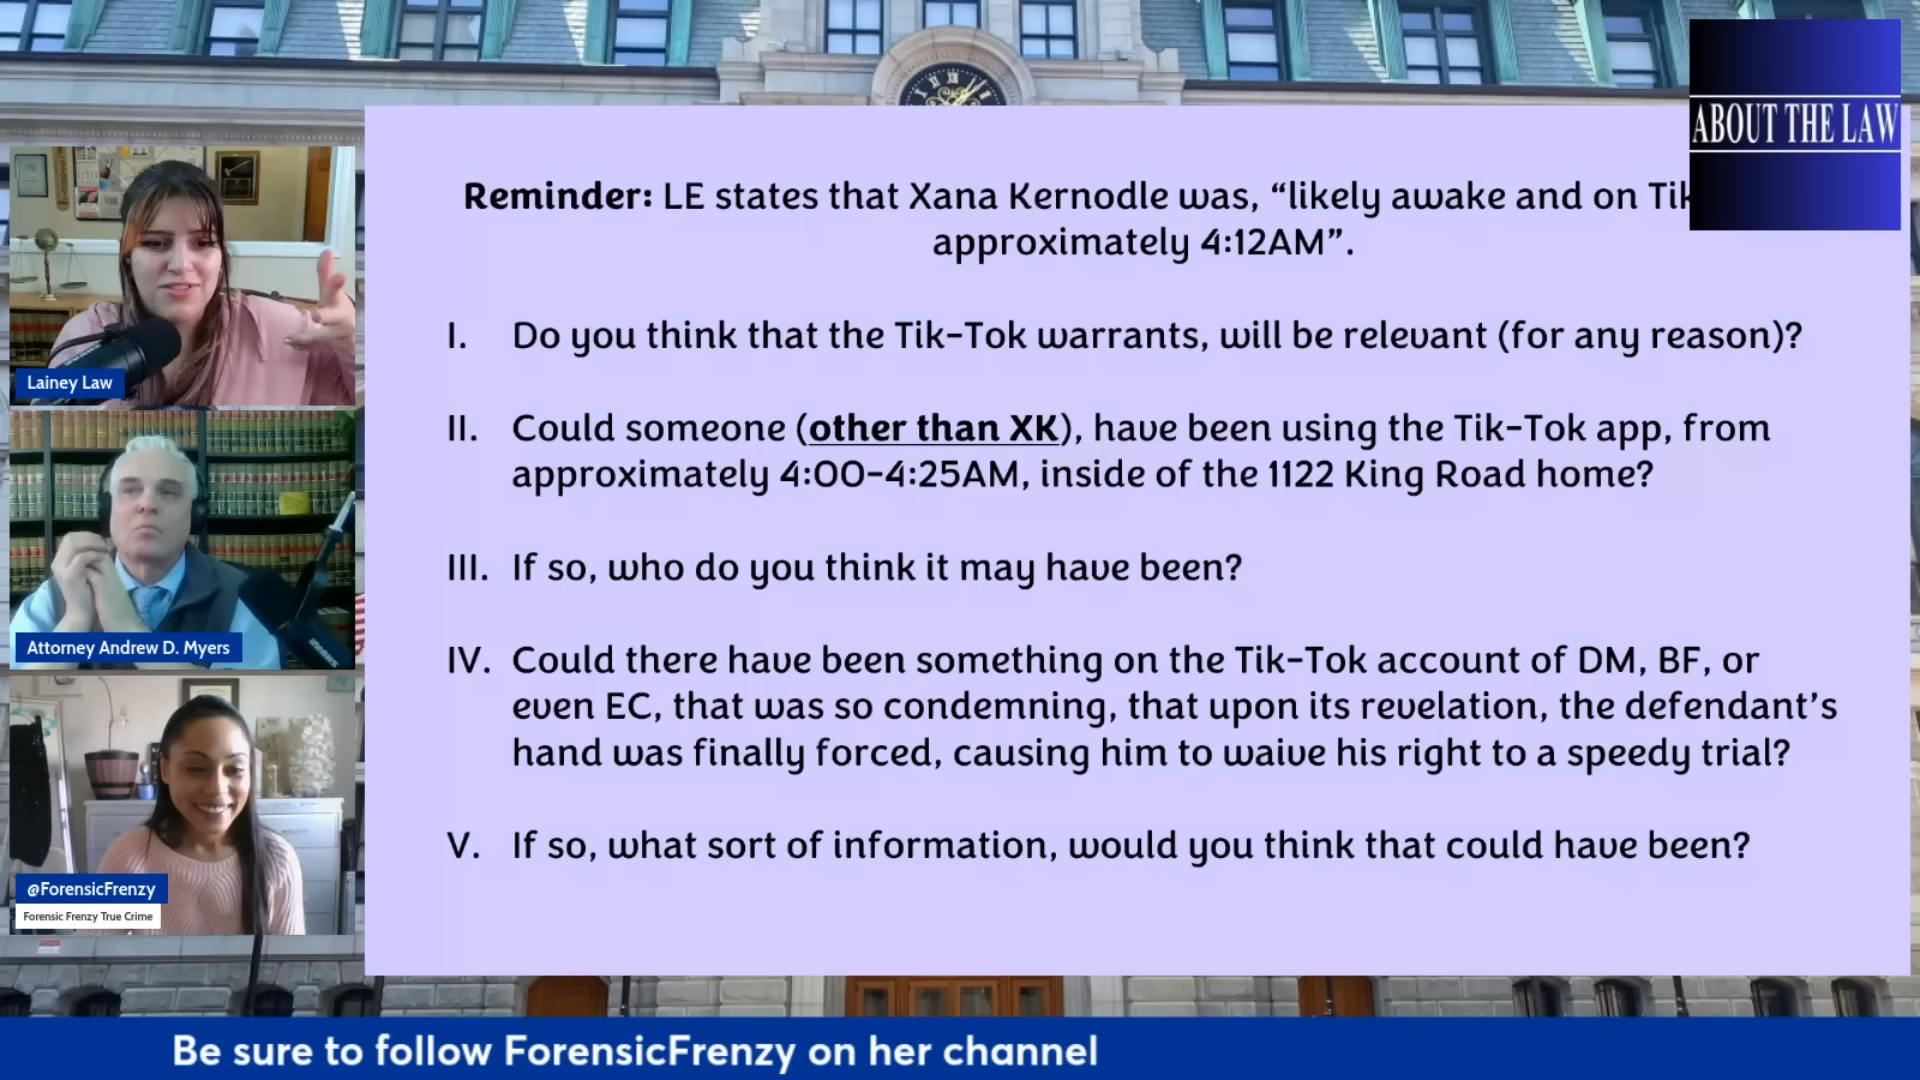 ABOUT THE LAW
Reminder: LE states that Xana Kernodle was, “likely awake and on Tik
approximately 4:12AM”.
I. Do you think that the Tik-Tok warrants, will be relevant (for any reason)?
II. Could someone (other than XK), have been using the Tik-Tok app, from
approximately 4:00-4:25AM, inside of the 1122 King Road home?
III. If so, who do you think it may have been?
IV. Could there have been something on the Tik-Tok account of DM, BF, or
even EC, that was so condemning, that upon its revelation, the defendant’s
hand was finally forced, causing him to waive his right to a speedy trial?
V. If so, what sort of information, would you think that could have been?
Lainey Law
Attorney Andrew D. Myers
@ForensicFrenzy
Forensic Frenzy True Crime
Be sure to follow ForensicFrenzy on her channel